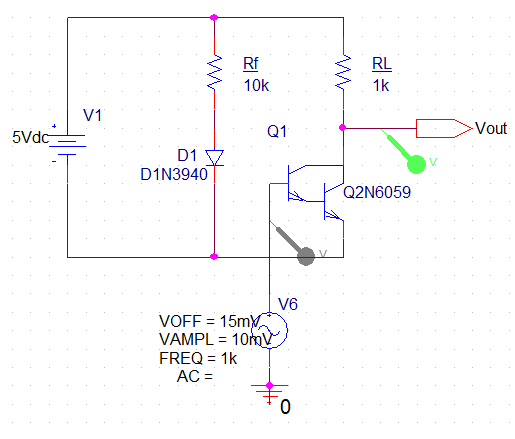 Rf
10k
RL
1k
V1
5Vdc
+
-
Q1
Vout
V
D1
D1N3940
Q2N6059
V
V6
VOFF = 15mV
VAMPL = 10mV
FREQ = 1k
AC =
0